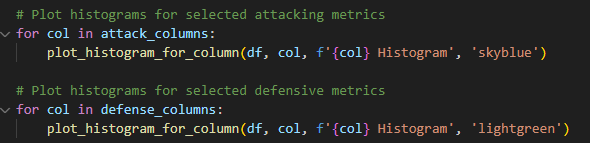 # Plot histograms for selected attacking metrics
for col in attack_columns:
    plot_histogram_for_column(df, col, f'{col} Histogram', 'skyblue')

# Plot histograms for selected defensive metrics
for col in defense_columns:
    plot_histogram_for_column(df, col, f'{col} Histogram', 'lightgreen')